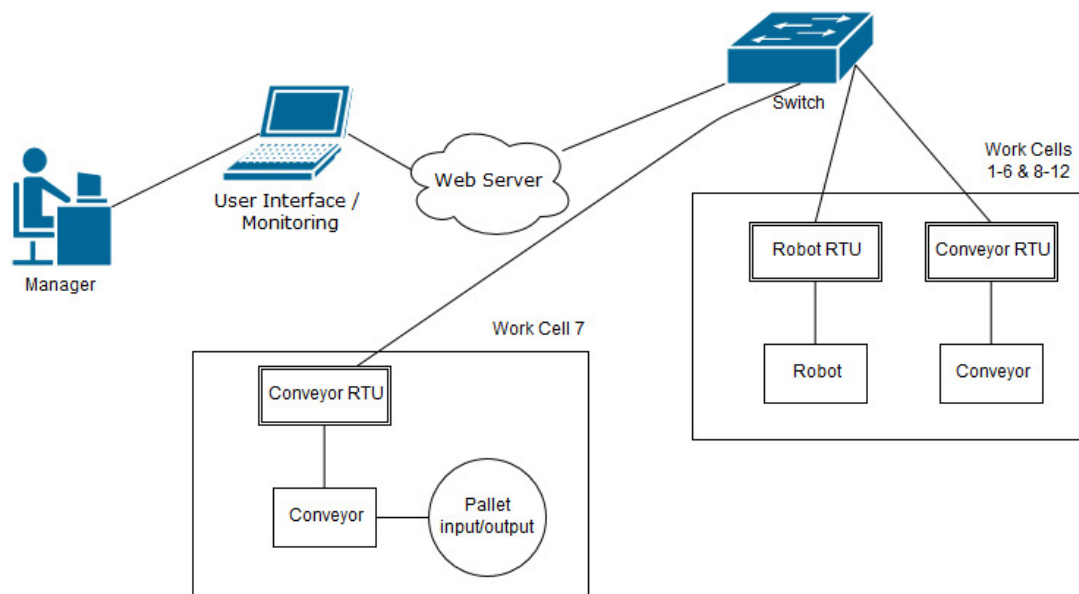 Switch
Web Server
User Interface /
Monitoring
Manager
Work Cells
1-6 & 8-12
Robot RTU
Conveyor RTU
Robot
Conveyor
Work Cell 7
Conveyor RTU
Conveyor
Pallet
input/output